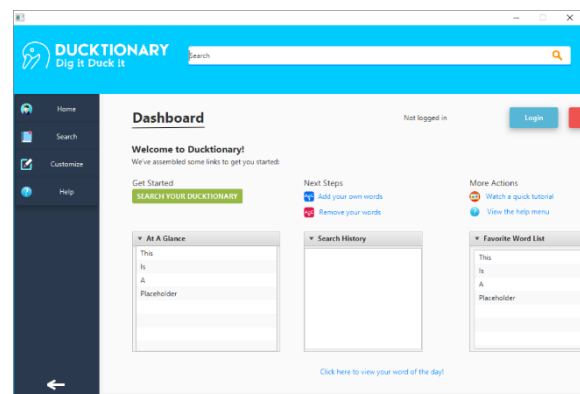 DUCKTIONARY
Dig it Duck it
Search
Home
Search
Customize
Help
Dashboard
Not logged in
Login
Welcome to Ducktionary!
We've assembled some links to get you started:
Get Started
SEARCH YOUR DUCKTIONARY
Next Steps
Add your own words
Remove your words
More Actions
Watch a quick tutorial
View the help menu
At A Glance
This
Is
A
Placeholder
Search History
Favorite Word List
This
Is
A
Placeholder
Click here to view your word of the day!